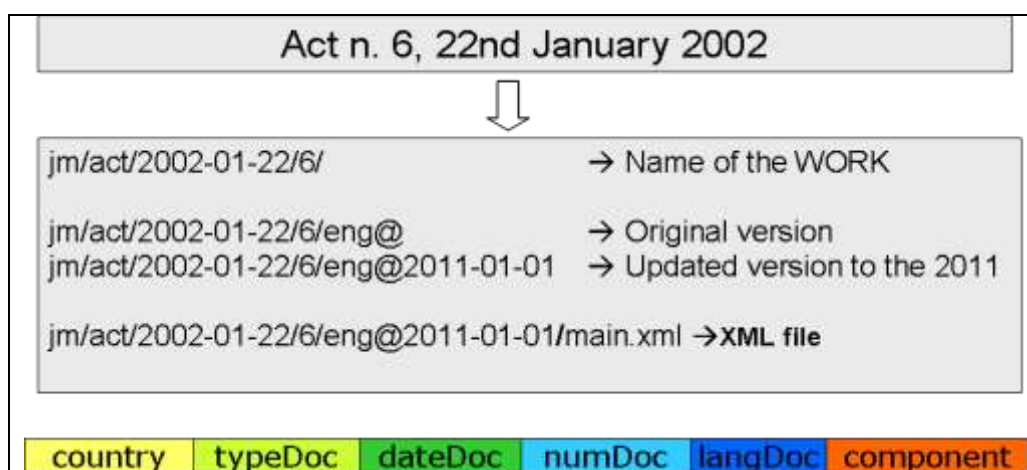 Act n. 6, 22nd January 2002
jm/act/2002-01-22/6/ → Name of the WORK
jm/act/2002-01-22/6/eng@ → Original version
jm/act/2002-01-22/6/eng@2011-01-01 → Updated version to the 2011
jm/act/2002-01-22/6/eng@2011-01-01/main.xml →XML file
country typeDoc dateDoc numDoc langDoc component